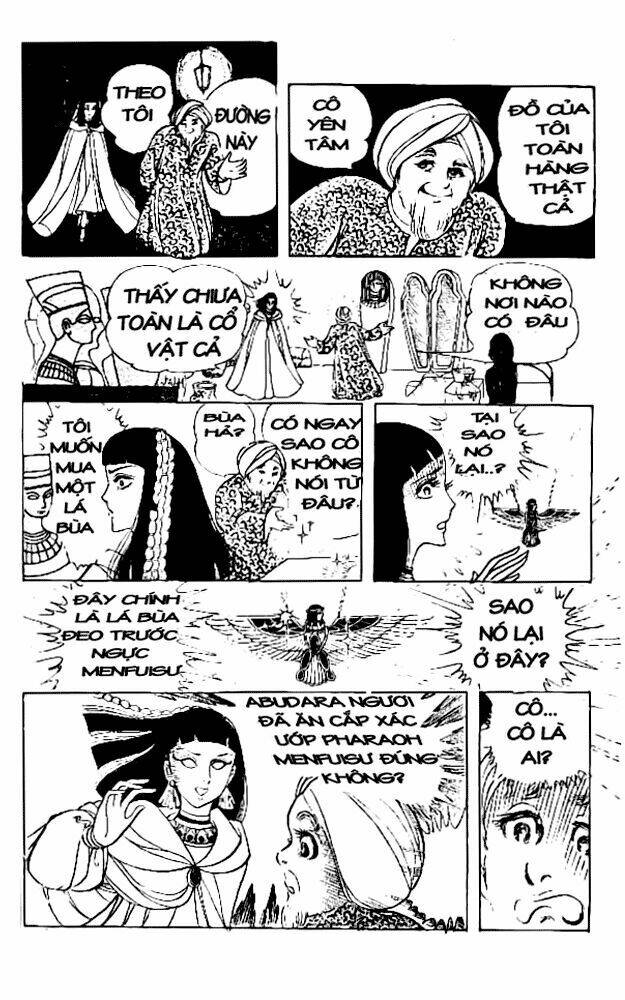 THEO
TÔI
ĐƯỜNG
NÀY
CÔ
YÊN
TÂM
ĐỒ CỦA
TÔI
TOÀN
HÀNG
THẬT
CẢ
THẤY CHƯA
TOÀN LÀ CỔ
VẬT CẢ
KHÔNG
NƠI NÀO
CÓ ĐÂU
TÔI
MUỐN
MUA
MỘT
LÁ
BÙA
BÙA
HẢ?
CÓ NGAY
SAO CÔ
KHÔNG
NÓI TỪ
ĐẦU?
TẠI
SAO
NÓ
LẠI..?
ĐÂY CHÍNH
LÀ LÁ BÙA
ĐEO TRƯỚC
NGỰC
MENFUISƯ
SAO
NÓ LẠI
Ở ĐÂY?
ABUDARA NGƯƠI
ĐÃ ĂN CẮP XÁC
ƯỚP PHARAOH
MENFUISƯ ĐÚNG
KHÔNG?
CÔ...
CÔ LÀ
AI?